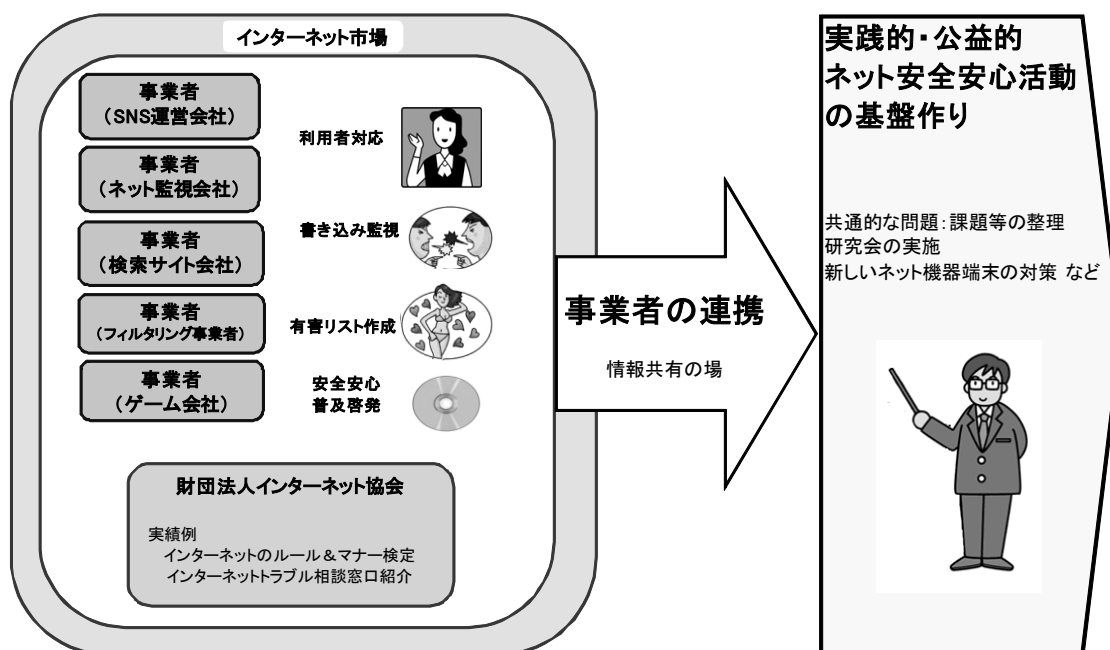 インターネット市場
事業者
（SNS運営会社）
事業者
（ネット監視会社）
事業者
（検索サイト会社）
事業者
（フィルタリング事業者）
事業者
（ゲーム会社）
利用者対応
書き込み監視
有害リスト作成
安全安心
普及啓発
財団法人インターネット協会
実績例
インターネットのルール＆マナー検定
インターネットトラブル相談窓口紹介
事業者の連携
情報共有の場
実践的・公益的
ネット安全安心活動
の基盤作り
共通的な問題：課題等の整理
研究会の実施
新しいネット機器端末の対策 など